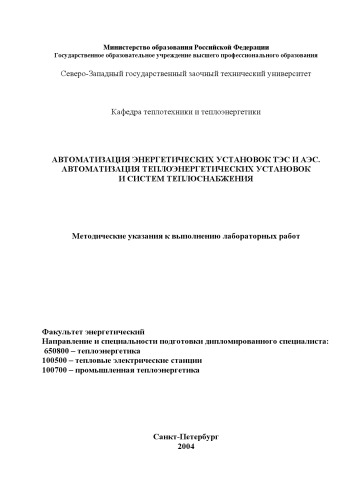 Министерство образования Российской Федерации
Государственное образовательное учреждение высшего профессионального образования
Северо-Западный государственный заочный технический университет
Кафедра теплотехники и теплоэнергетики
АВТОМАТИЗАЦИЯ ЭНЕРГЕТИЧЕСКИХ УСТАНОВОК ТЭС И АЭС.
АВТОМАТИЗАЦИЯ ТЕПЛОЭНЕРГЕТИЧЕСКИХ УСТАНОВОК
И СИСТЕМ ТЕПЛОСНАБЖЕНИЯ
Методические указания к выполнению лабораторных работ
Факультет энергетический
Направление и специальности подготовки дипломированного специалиста:
650800 – теплоэнергетика
100500 – тепловые электрические станции
100700 – промышленная теплоэнергетика
Санкт-Петербург
2004